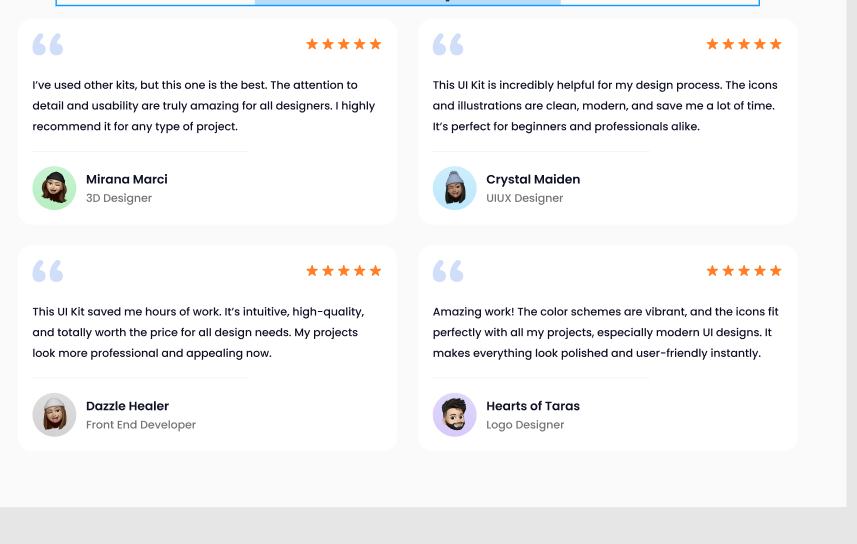 I’ve used other kits, but this one is the best. The attention to
detail and usability are truly amazing for all designers. I highly
recommend it for any type of project.
Mirana Marci
3D Designer
This UI Kit is incredibly helpful for my design process. The icons
and illustrations are clean, modern, and save me a lot of time.
It’s perfect for beginners and professionals alike.
Crystal Maiden
UIUX Designer
This UI Kit saved me hours of work. It’s intuitive, high-quality,
and totally worth the price for all design needs. My projects
look more professional and appealing now.
Dazzle Healer
Front End Developer
Amazing work! The color schemes are vibrant, and the icons fit
perfectly with all my projects, especially modern UI designs. It
makes everything look polished and user-friendly instantly.
Hearts of Taras
Logo Designer